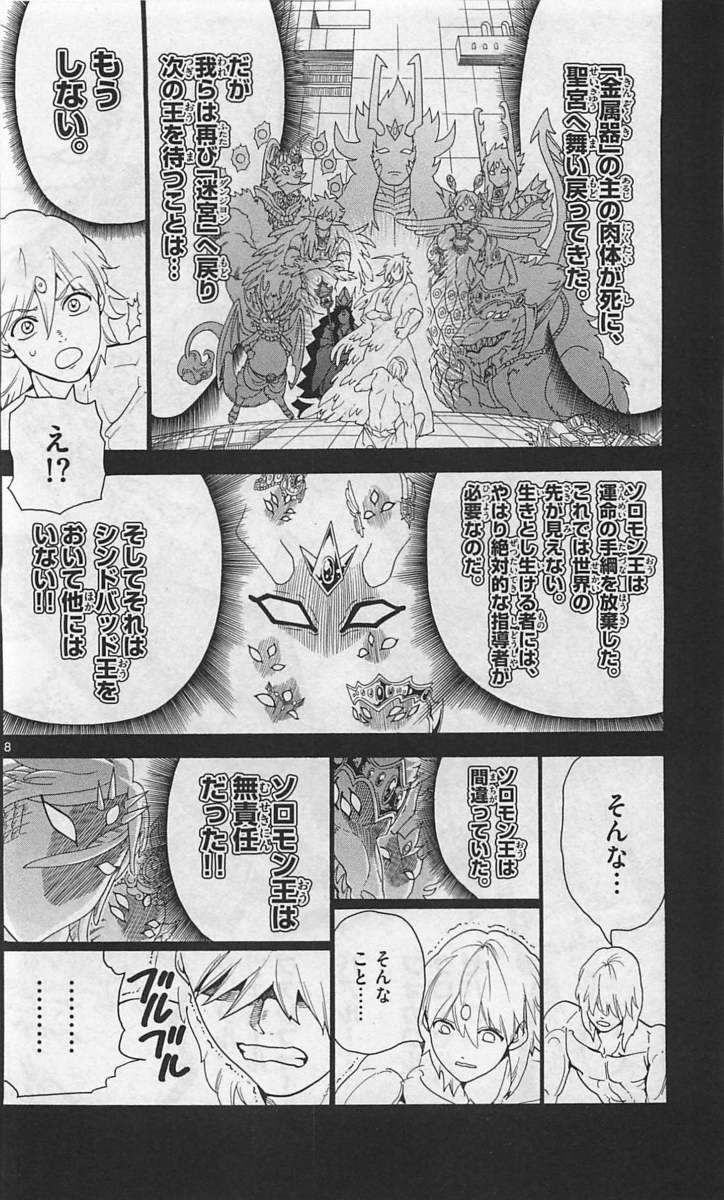 「金属器」の主の肉体が死に、
聖宮へ舞い戻ってきた。
だが
我らは再び「迷宮」へ戻り
次の王を待つことは…
もう
しない。
え!?
ソロモン王は
運命の手綱を放棄した。
これでは世界の
先が見えない。
生きとし生ける者には、
やはり絶対的な指導者が
必要なのだ。
そしてそれは
シンドバッド王を
おいて他には
いない!!
そんな…
ソロモン王は
間違っていた。
ソロモン王は
無責任
だった!!
そんな
こと……
ブルブル
ブルブル
………
………
8